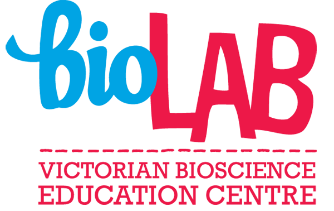 bioLAB
VICTORIAN BIOSCIENCE
EDUCATION CENTRE